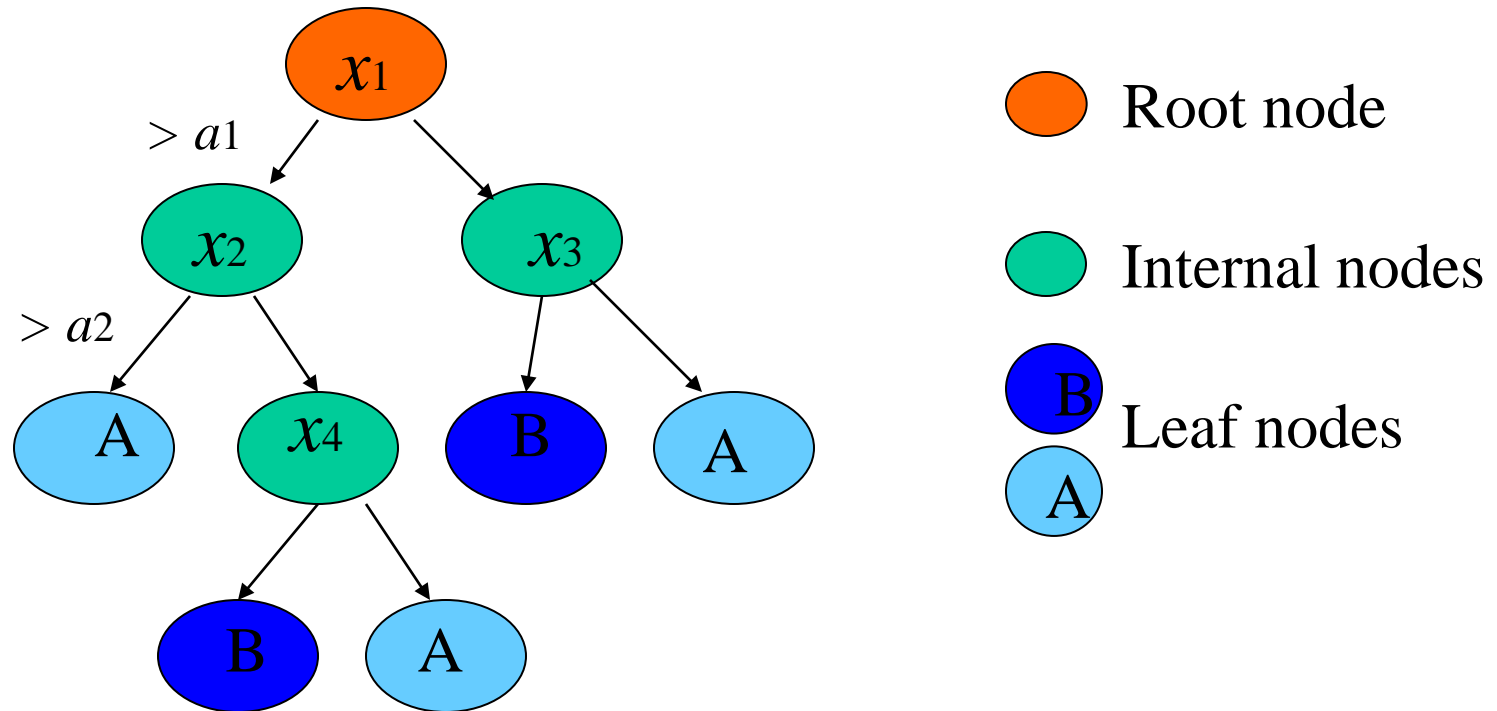 x1
> a1
x2
x3
> a2
A
x4
B
A
B
A
Root node
Internal nodes
B
Leaf nodes
A